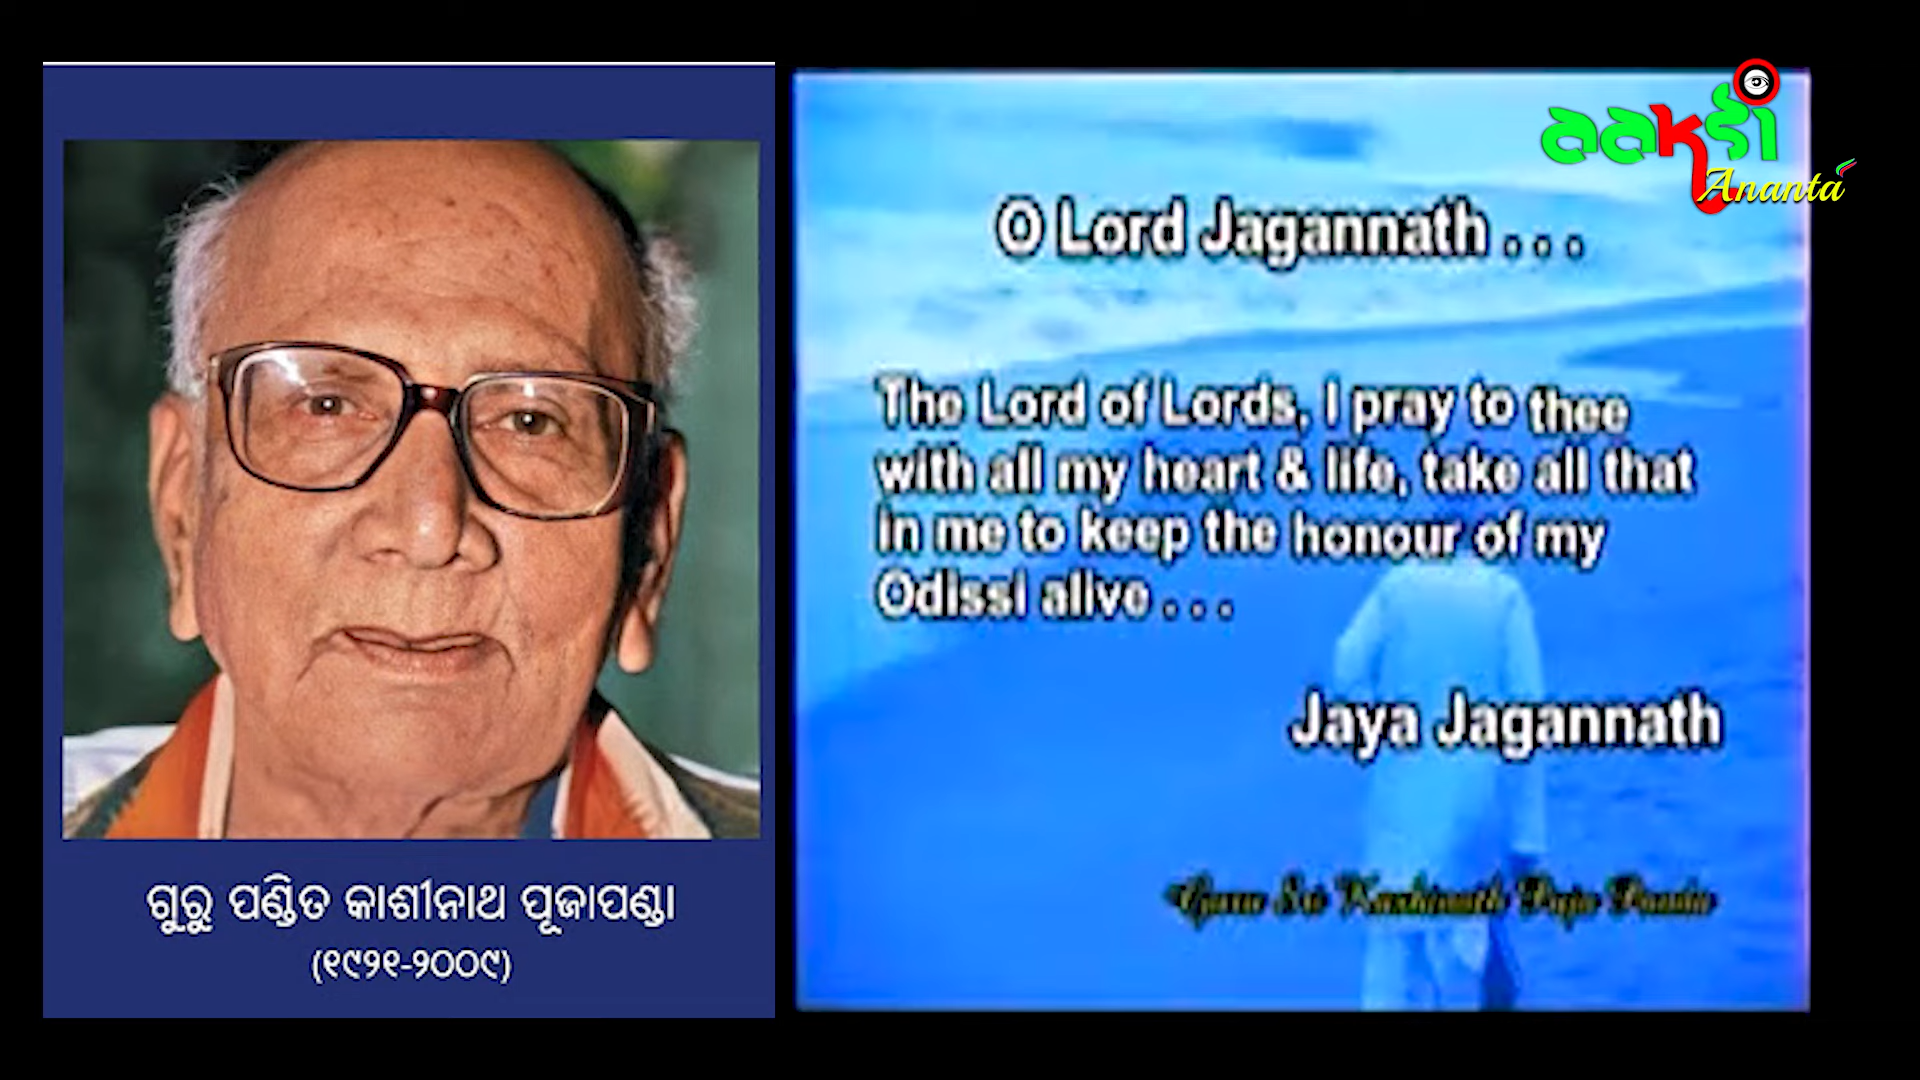 ଗୁରୁ ପଣ୍ଡିତ କାଶୀନାଥ ପୂଜାପଣ୍ଡା
(୧୯୨୧-୨୦୦୯)
O Lord Jagannath . . .
The Lord of Lords, I pray to thee
with all my heart & life, take all that
in me to keep the honour of my
Odissi alive . . .
Jaya Jagannath
Guru Sri Kashinath Puja Panda
aaksi
Ananta